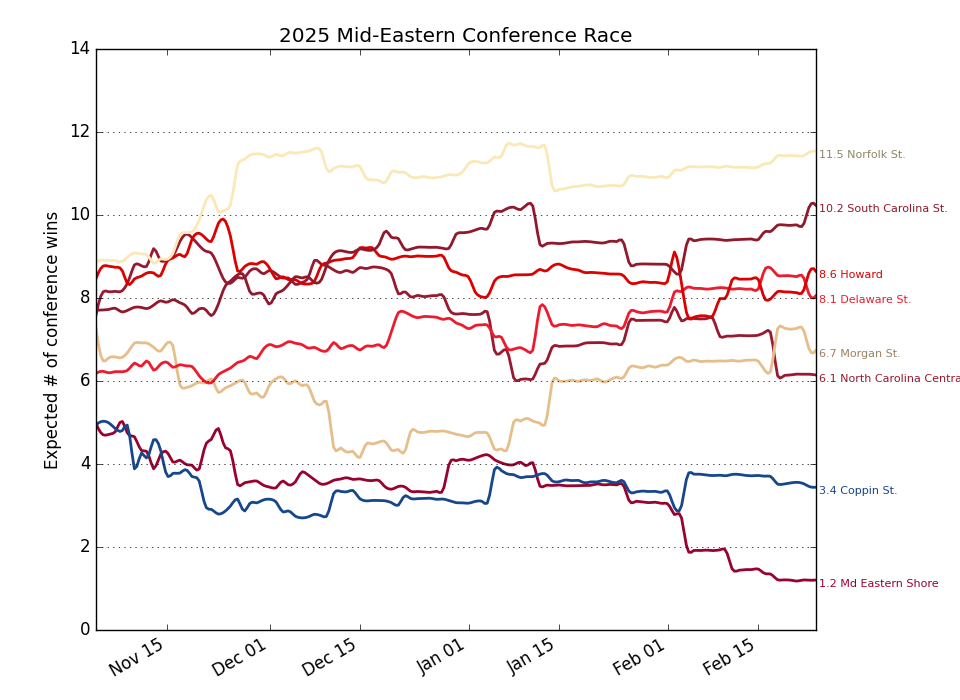 2025 Mid-Eastern Conference Race
Expected # of conference wins
14
12
10
8
6
4
2
0
Nov 15
Dec 01
Dec 15
Jan 01
Jan 15
Feb 01
Feb 15
11.5 Norfolk St.
10.2 South Carolina St.
8.6 Howard
8.1 Delaware St.
6.7 Morgan St.
6.1 North Carolina Centra
3.4 Coppin St.
1.2 Md Eastern Shore